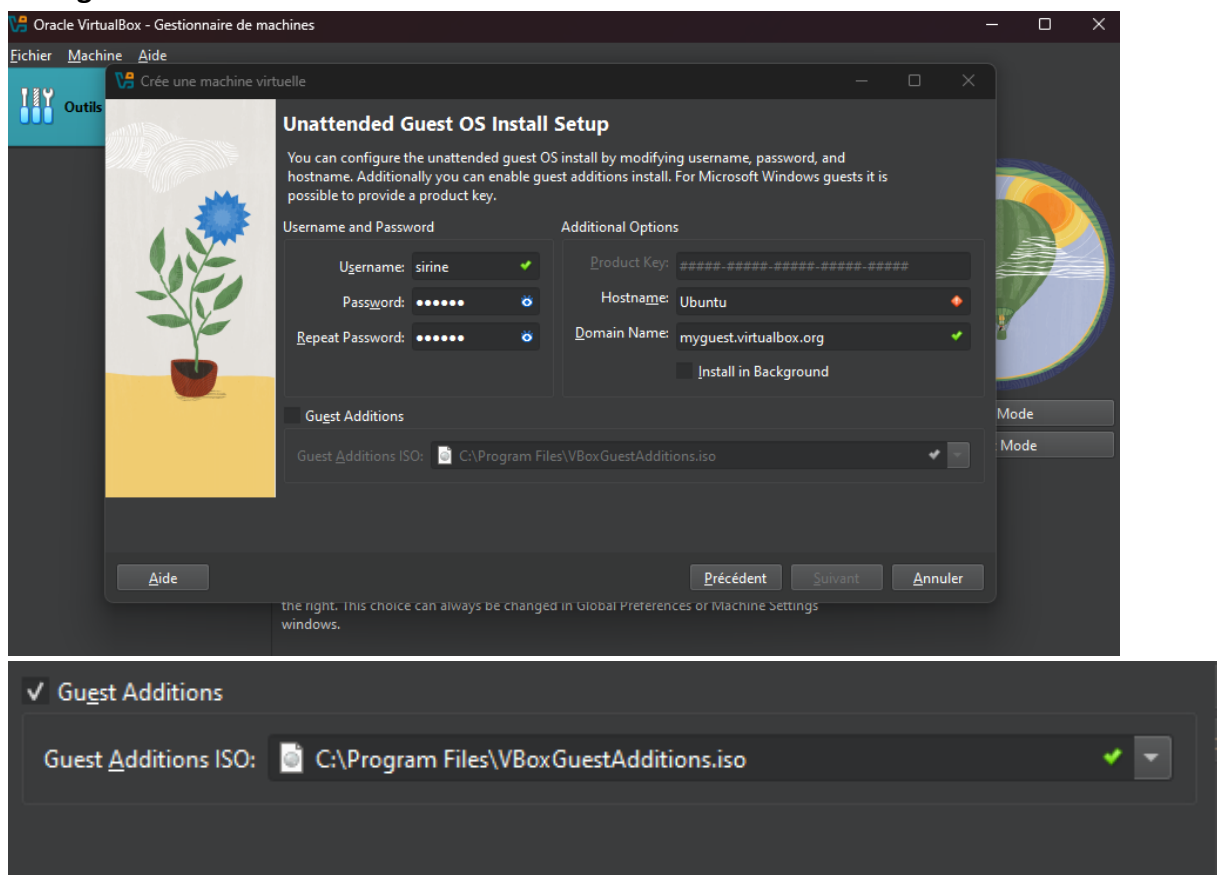 Oracle VirtualBox - Gestionnaire de machines
Fichier Machine Aide
Outils
Crée une machine virtuelle
Unattended Guest OS Install Setup
You can configure the unattended guest OS install by modifying username, password, and
hostname. Additionally you can enable guest additions install. For Microsoft Windows guests it is
possible to provide a product key.
Username and Password
Username: sirine
Password: ••••••
Repeat Password: ••••••
Additional Options
Product Key: #####-#####-#####-#####-#####
Hostname: Ubuntu
Domain Name: myguest.virtualbox.org
Install in Background
Guest Additions
Guest Additions ISO: C:\Program Files\VBoxGuestAdditions.iso
Mode
Mode
Aide Précédent Suivant Annuler
the right. This choice can always be changed in Global Preferences or Machine Settings
windows.
Guest Additions
Guest Additions ISO: C:\Program Files\VBoxGuestAdditions.iso